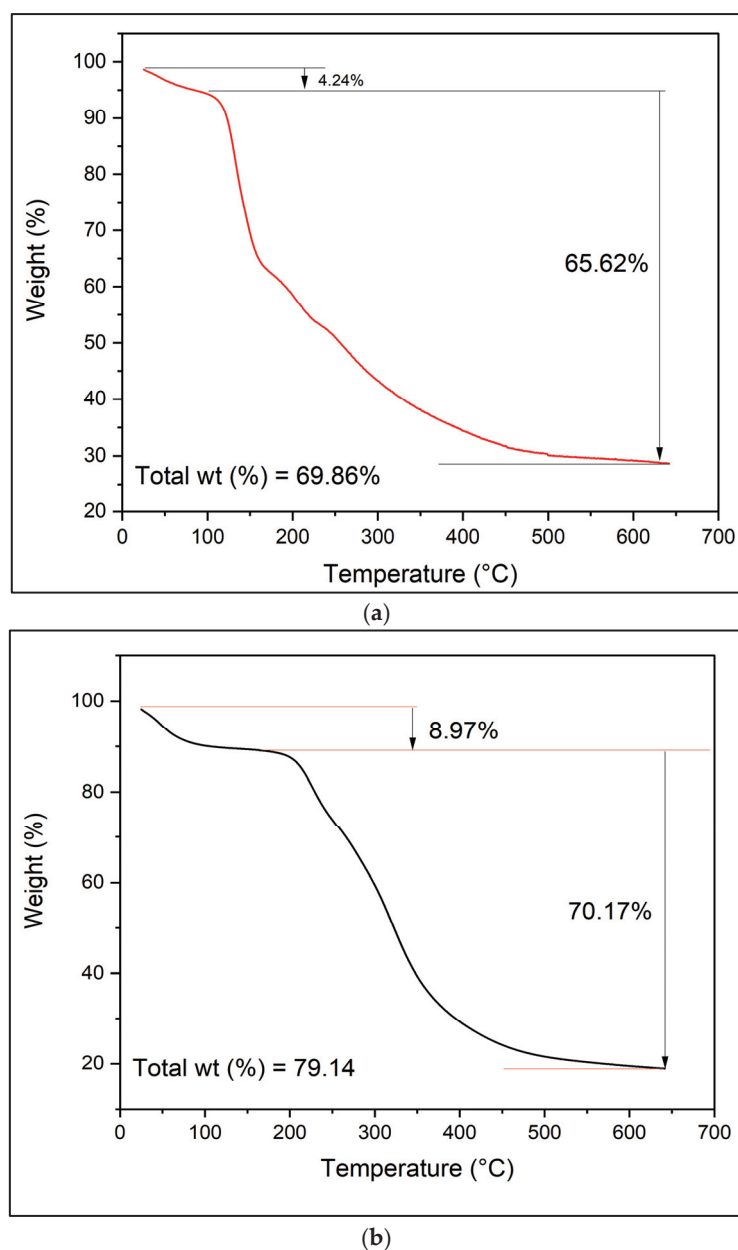 100
90
80
70
60
50
40
30
20
Weight (%)
4.24%
65.62%
Total wt (%) = 69.86%
0 100 200 300 400 500 600 700
Temperature (°C)
(a)
100
80
60
40
20
Weight (%)
8.97%
70.17%
Total wt (%) = 79.14
0 100 200 300 400 500 600 700
Temperature (°C)
(b)